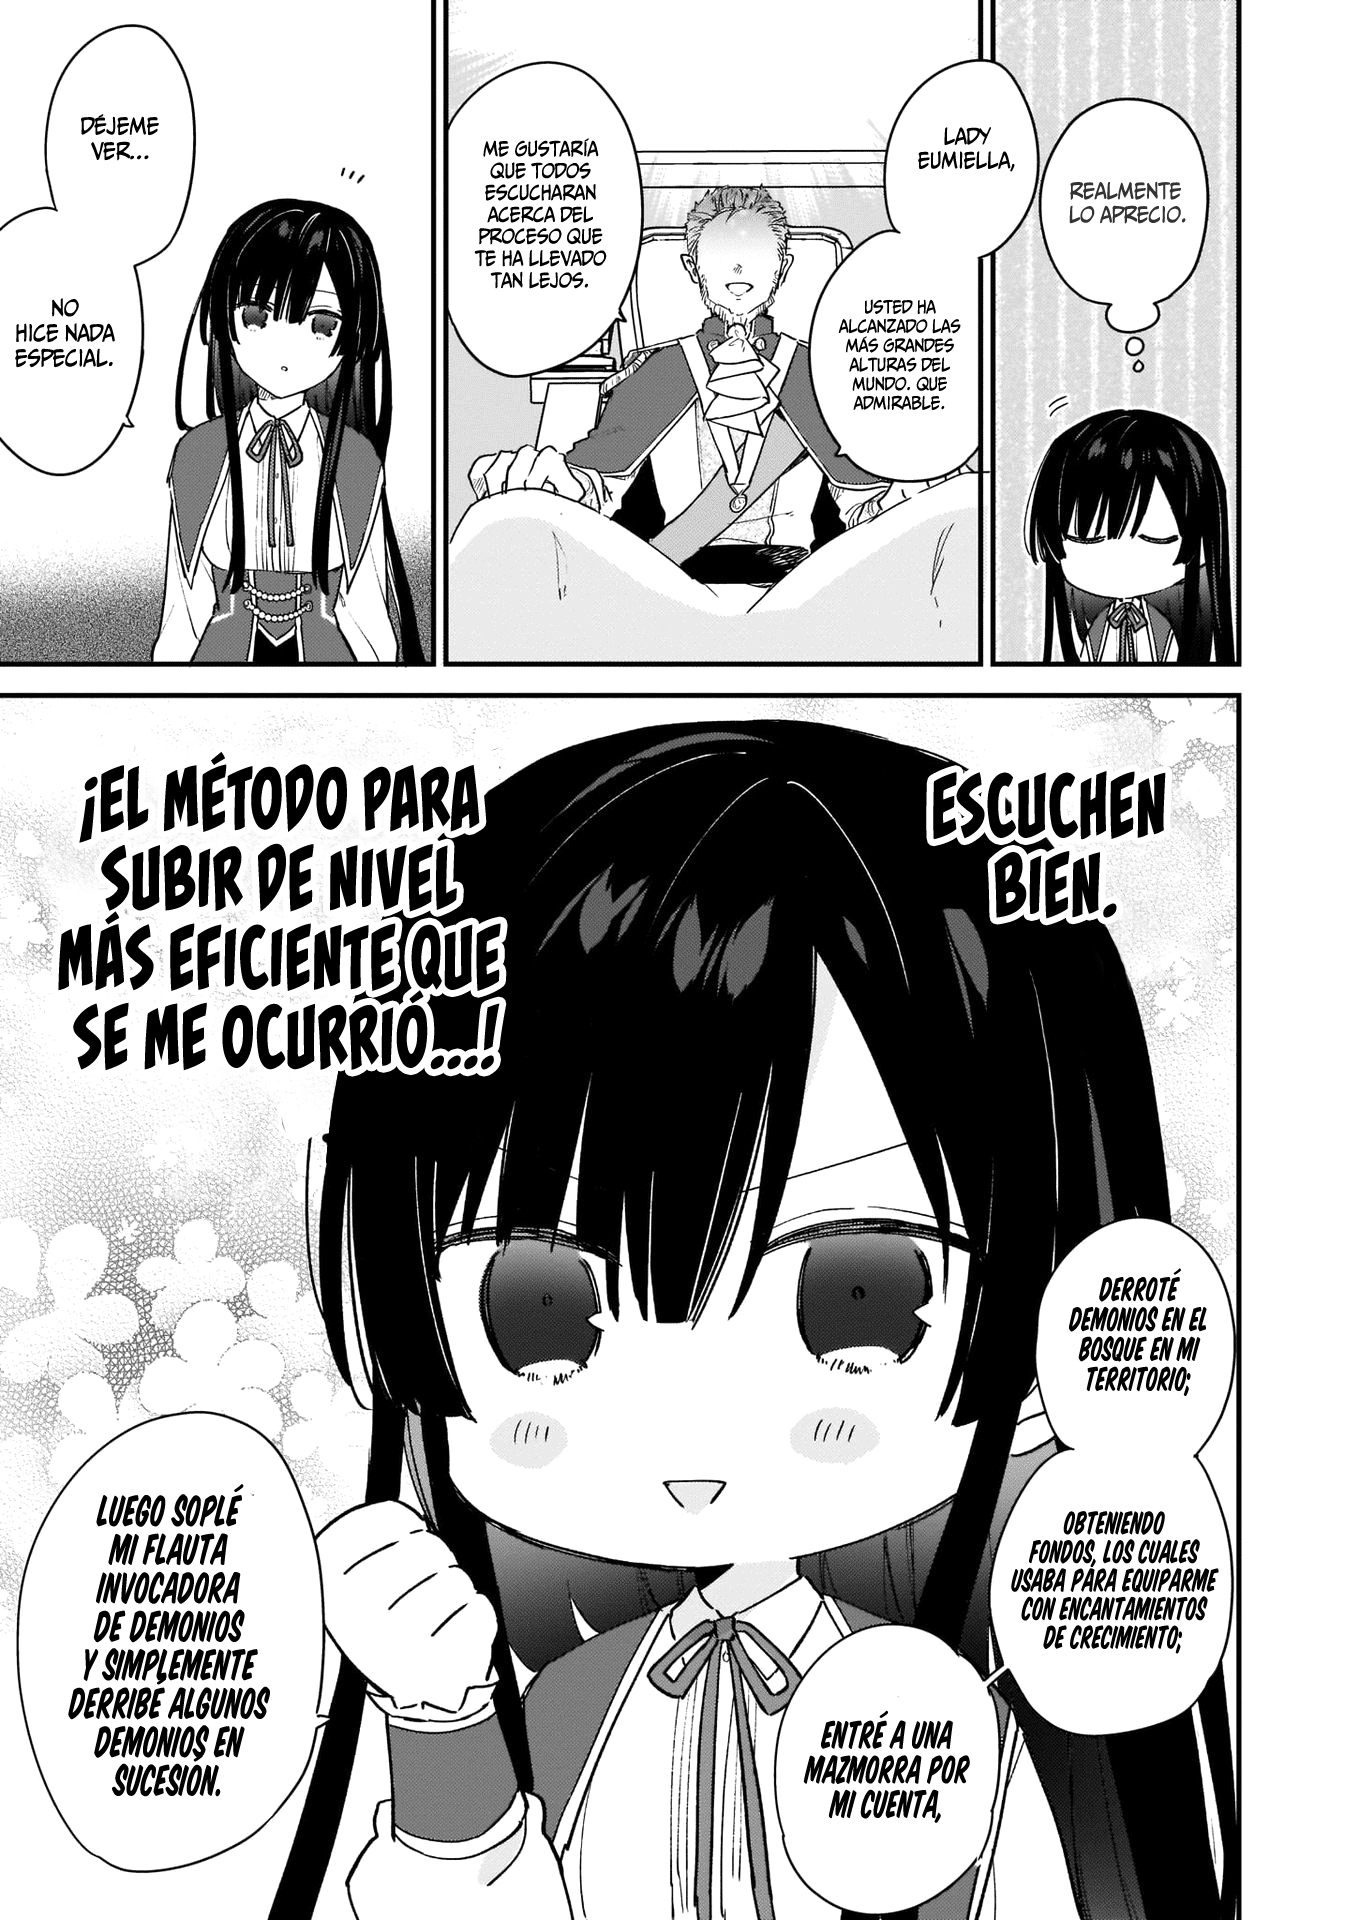 REALMENTE
LO APRECIO.
LADY
EUMIELLA,
USTED HA
ALCANZADO LAS
MÁS GRANDES
ALTURAS DEL
MUNDO. QUE
ADMIRABLE.
ME GUSTARÍA
QUE TODOS
ESCUCHARAN
ACERCA DEL
PROCESO QUE
TE HA LLEVADO
TAN LEJOS.
DÉJEME
VER...
NO
HICE NADA
ESPECIAL.
ESCUCHEN
BIEN.
¡EL MÉTODO PARA
SUBIR DE NIVEL
MÁS EFICIENTE QUE
SE ME OCURRIÓ...!
DERROTÉ
DEMONIOS EN EL
BOSQUE EN MI
TERRITORIO;
OBTENIENDO
FONDOS, LOS CUALES
USABA PARA EQUIPARME
CON ENCANTAMIENTOS
DE CRECIMIENTO;
ENTRÉ A UNA
MAZMORRA POR
MI CUENTA,
LUEGO SOPLÉ
MI FLAUTA
INVOCADORA
DE DEMONIOS
Y SIMPLEMENTE
DERRIBÉ ALGUNOS
DEMONIOS EN
SUCESIÓN.